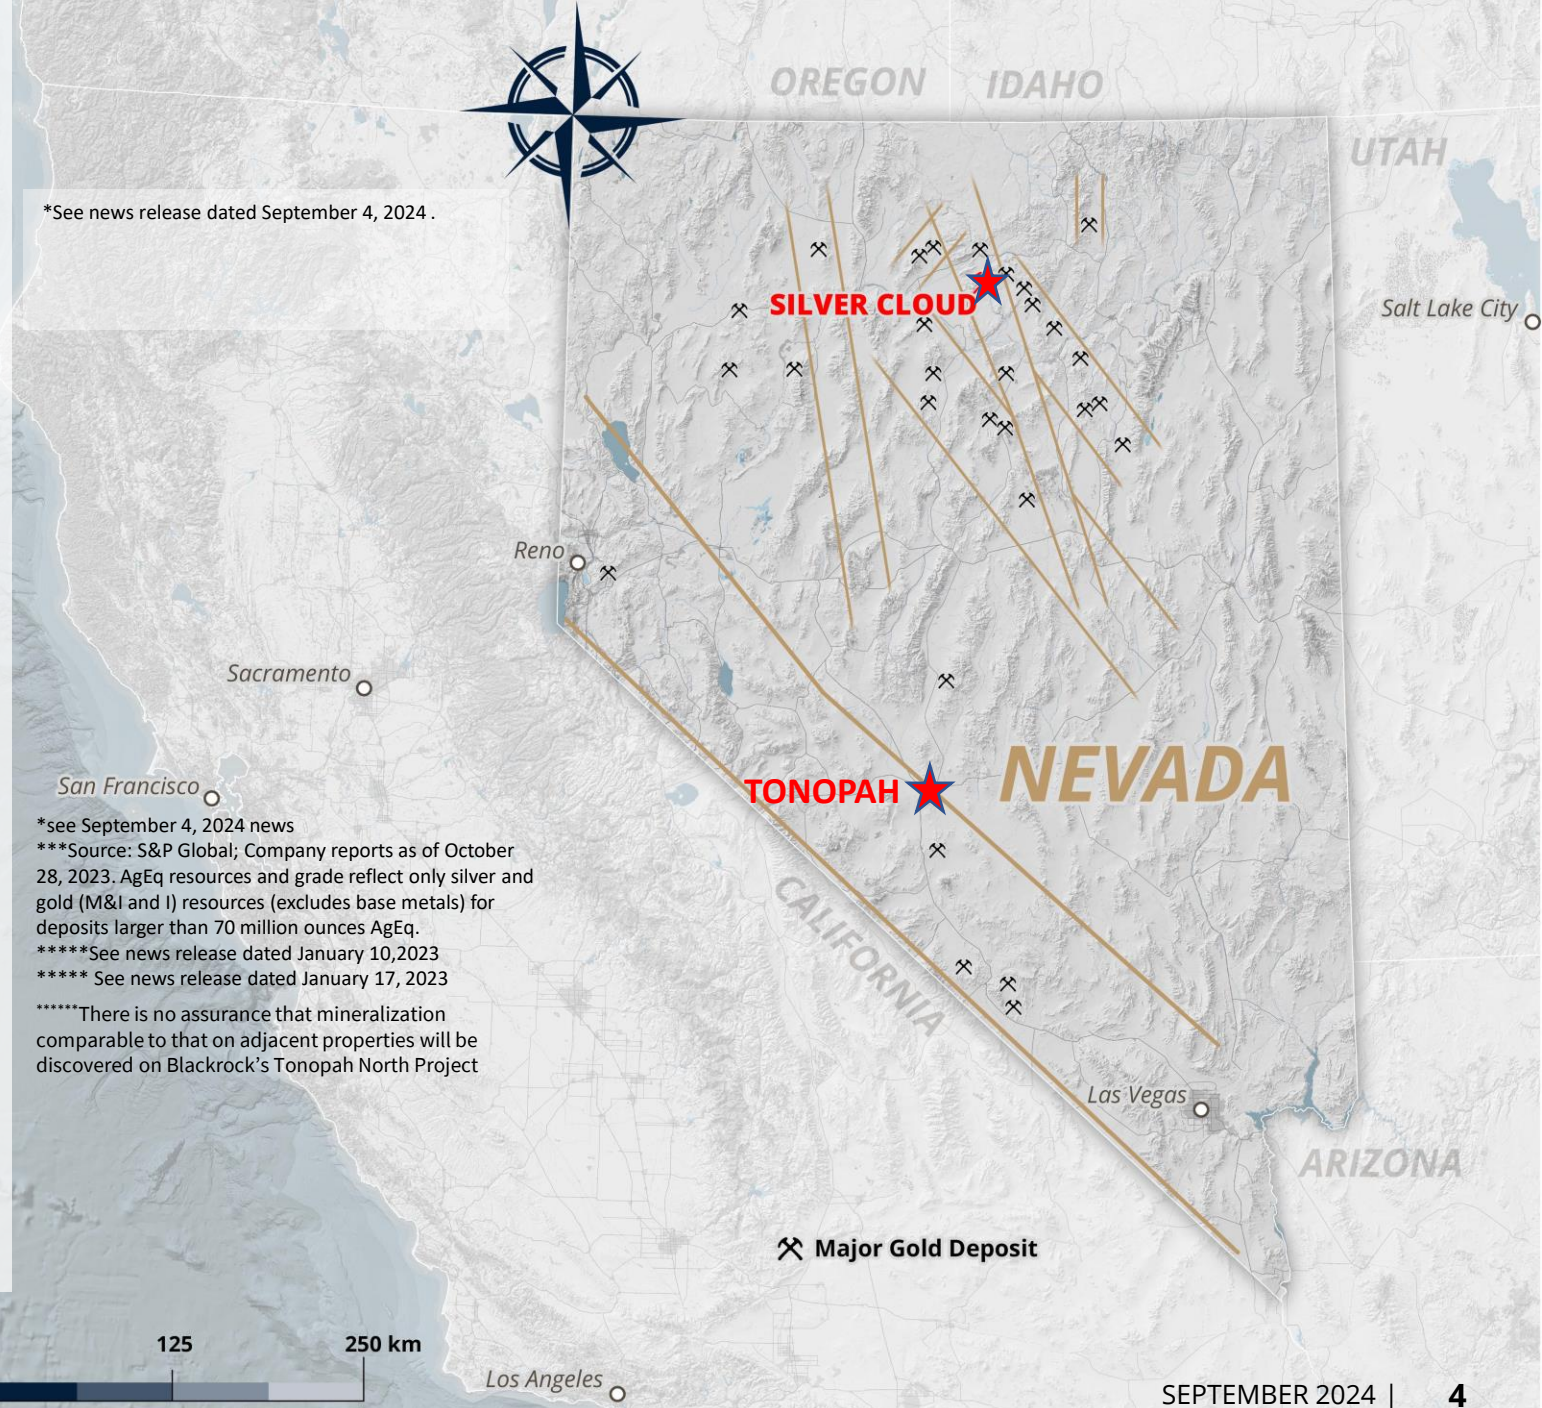 OREGON
IDAHO
UTAH
*See news release dated September 4, 2024 .
SILVER CLOUD
Salt Lake City
Reno
Sacramento
NEVADA
San Francisco
TONOPAH
*see September 4, 2024 news
***Source: S&P Global; Company reports as of October
28, 2023. AgEq resources and grade reflect only silver and
gold (M&I and I) resources (excludes base metals) for
deposits larger than 70 million ounces AgEq.
*****See news release dated January 10,2023
***** See news release dated January 17, 2023
******There is no assurance that mineralization
comparable to that on adjacent properties will be
discovered on Blackrock’s Tonopah North Project
CALIFORNIA
Las Vegas
ARIZONA
Major Gold Deposit
125
250 km
Los Angeles
SEPTEMBER 2024 | 4